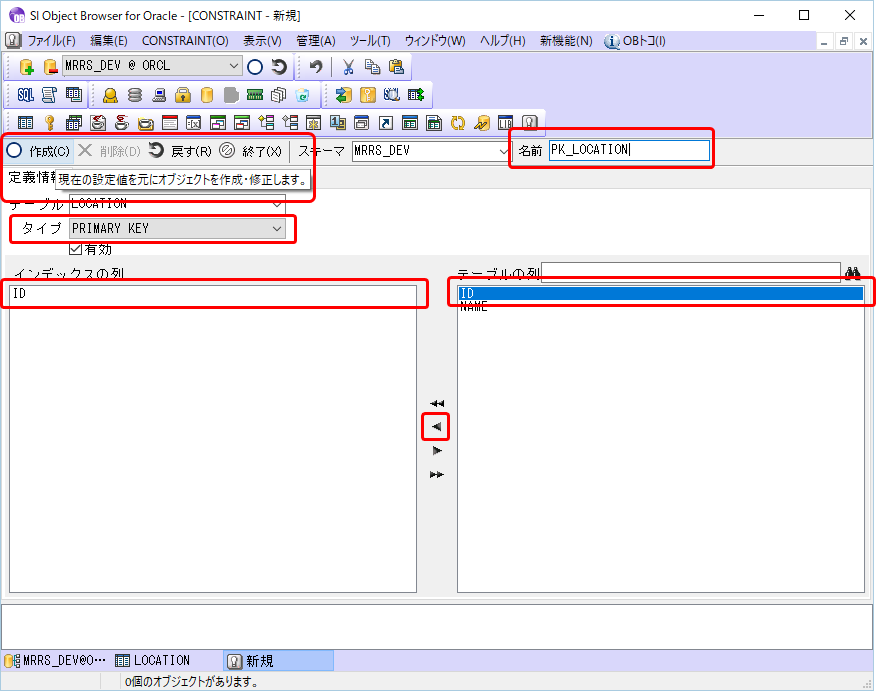 SI Object Browser for Oracle - [CONSTRAINT - 新規]
ファイル(F) 編集(E) CONSTRAINT(O) 表示(V) 管理(A) ツール(T) ウィンドウ(W) ヘルプ(H) 新機能(N) OBトコ(I)
MRRS_DEV @ ORCL
SQL
LIB
作成(C) 削除(D) 戻す(R) 終了(X) スキーマ MRRS_DEV 名前 PK_LOCATION
定義情報
現在の設定値を元にオブジェクトを作成・修正します。
テーブル LOCATION
タイプ PRIMARY KEY
有効
インデックスの列 テーブルの列
ID ID
NAME
MRRS_DEV@O… LOCATION 新規
0個のオブジェクトがあります。